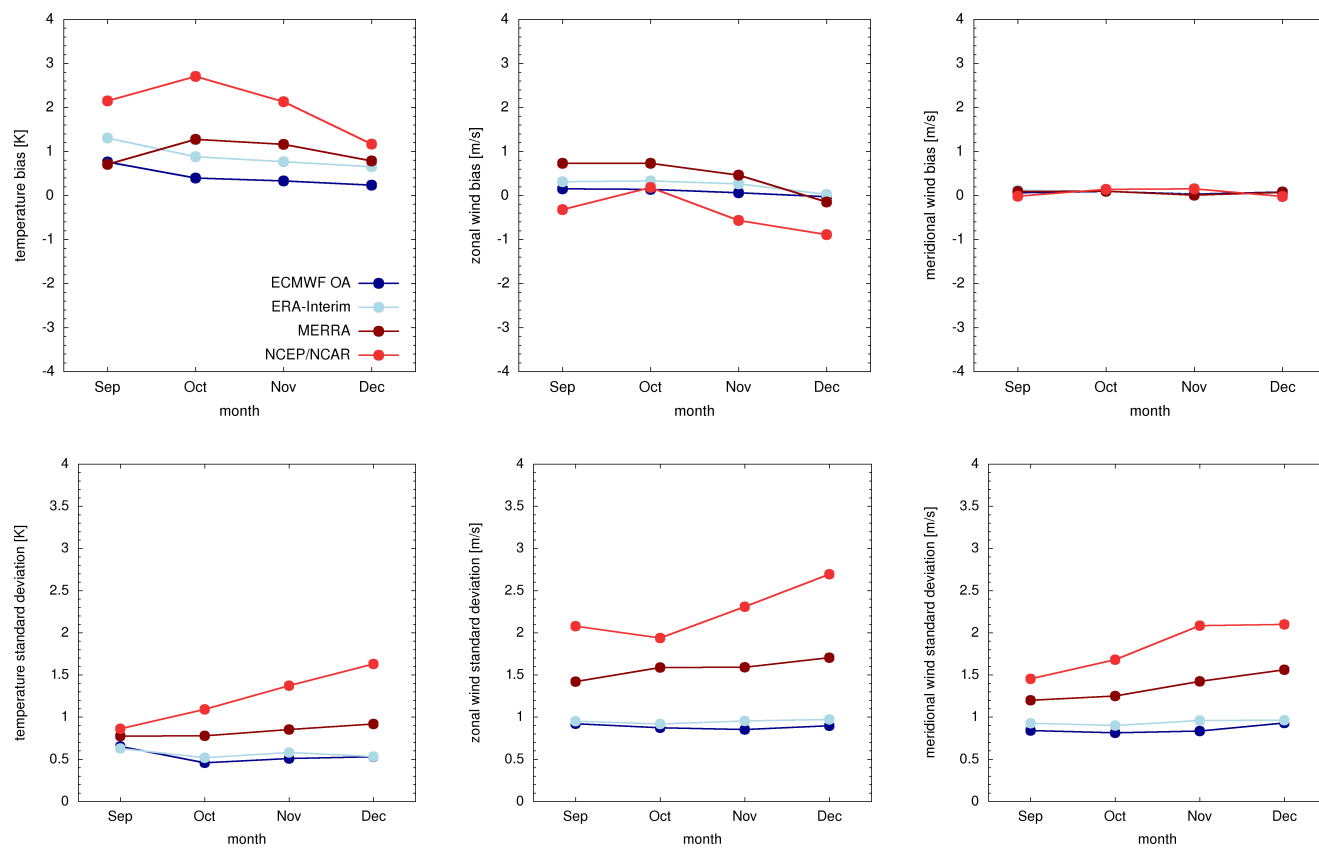 temperature bias [K]
4
3
2
1
0
-1
-2
-3
-4
ECMWF OA
ERA-Interim
MERRA
NCEP/NCAR
Sep Oct Nov Dec
month
zonal wind bias [m/s]
4
3
2
1
0
-1
-2
-3
-4
Sep Oct Nov Dec
month
meridional wind bias [m/s]
4
3
2
1
0
-1
-2
-3
-4
Sep Oct Nov Dec
month
temperature standard deviation [K]
4
3.5
3
2.5
2
1.5
1
0.5
0
Sep Oct Nov Dec
month
zonal wind standard deviation [m/s]
4
3.5
3
2.5
2
1.5
1
0.5
0
Sep Oct Nov Dec
month
meridional wind standard deviation [m/s]
4
3.5
3
2.5
2
1.5
1
0.5
0
Sep Oct Nov Dec
month